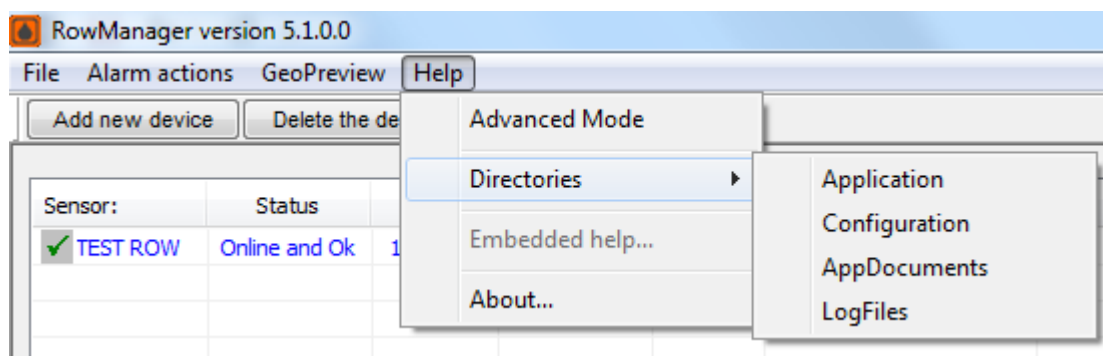 RowManager version 5.1.0.0
File Alarm actions GeoPreview Help
Add new device Delete the de
Advanced Mode
Directories
Application
Configuration
AppDocuments
LogFiles
Embedded help...
About...
Sensor: Status
TEST ROW Online and Ok 1